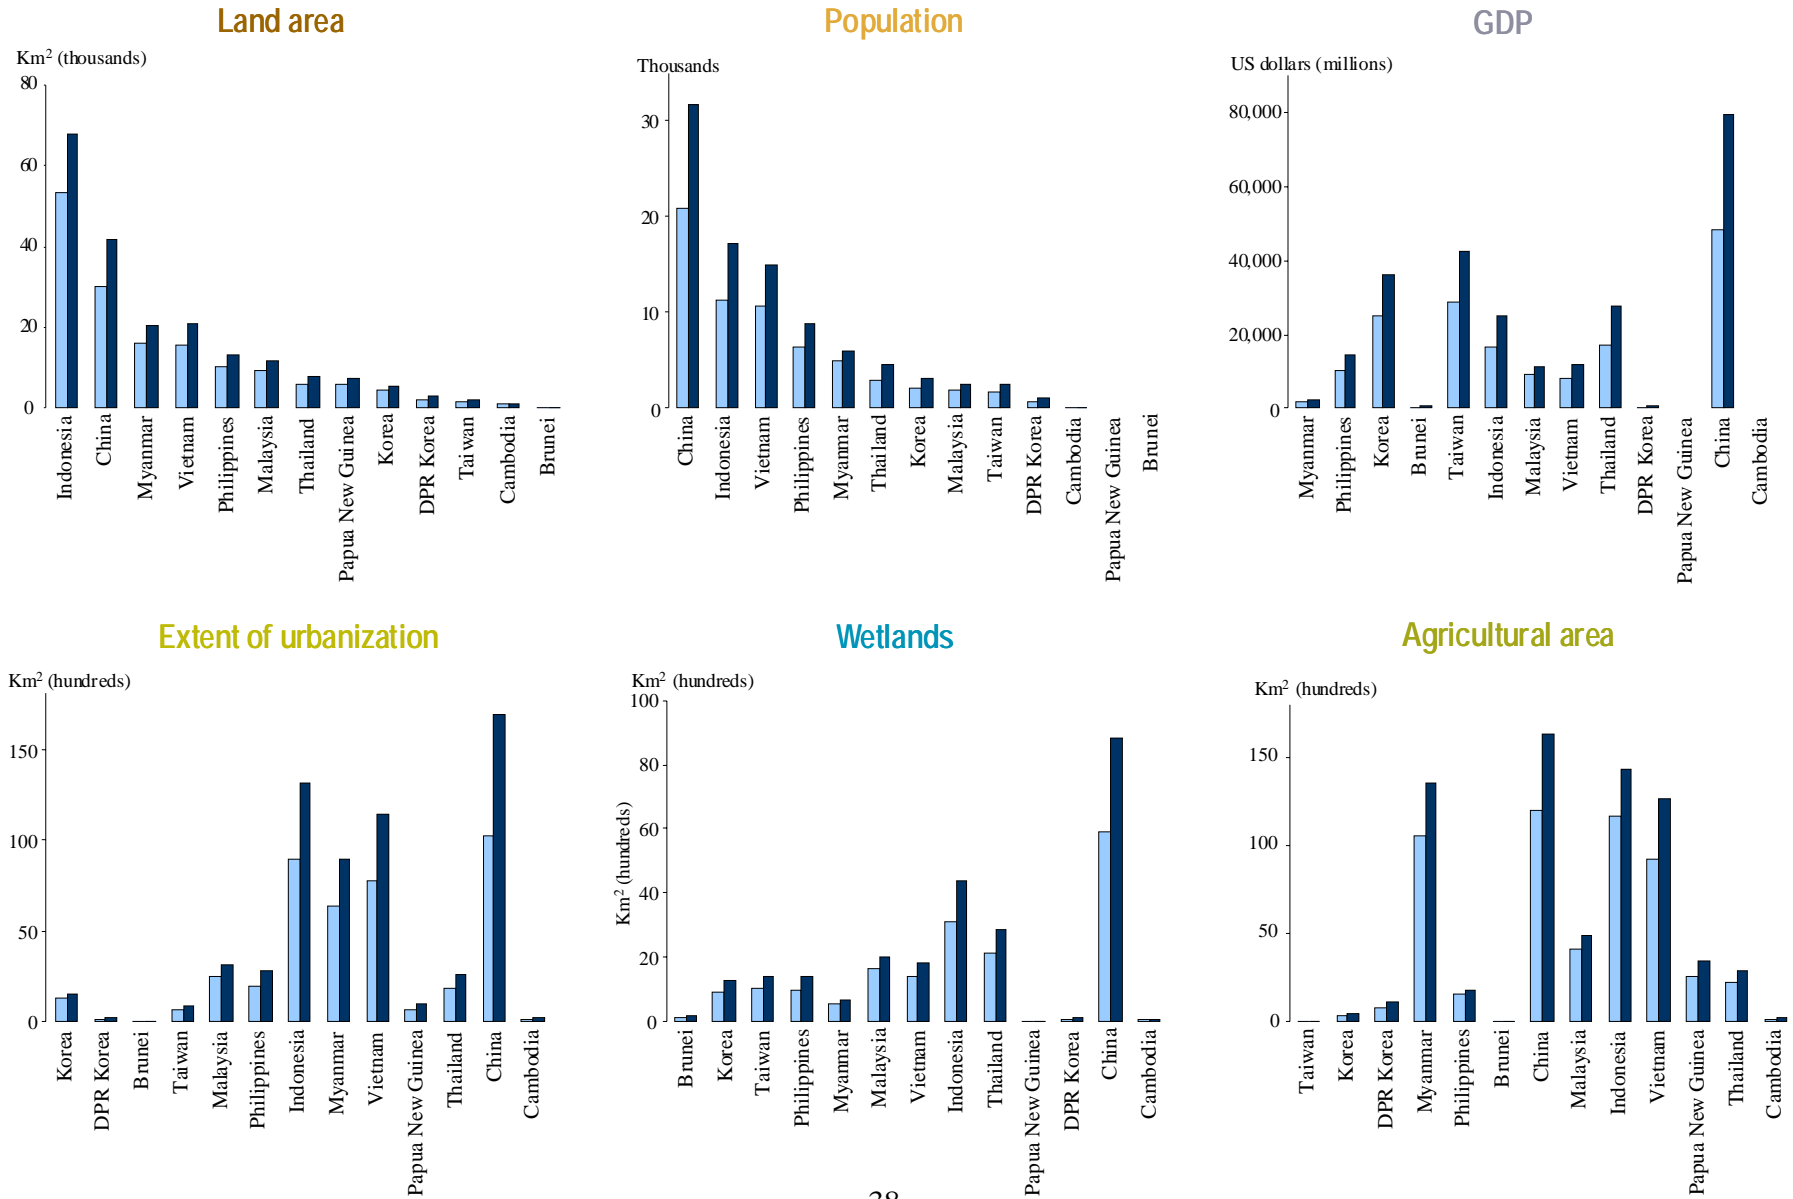 Land area
Km² (thousands)
80
60
40
20
0
Indonesia
China
Myanmar
Vietnam
Philippines
Malaysia
Thailand
Papua New Guinea
Korea
DPR Korea
Taiwan
Cambodia
Brunei
Population
Thousands
30
20
10
0
China
Indonesia
Vietnam
Philippines
Myanmar
Thailand
Korea
Malaysia
Taiwan
DPR Korea
Cambodia
Papua New Guinea
Brunei
GDP
US dollars (millions)
80,000
60,000
40,000
20,000
0
Myanmar
Philippines
Korea
Brunei
Taiwan
Indonesia
Malaysia
Vietnam
Thailand
DPR Korea
Papua New Guinea
China
Cambodia
Extent of urbanization
Km² (hundreds)
150
100
50
0
Korea
DPR Korea
Brunei
Taiwan
Malaysia
Philippines
Indonesia
Myanmar
Vietnam
Papua New Guinea
Thailand
China
Cambodia
Wetlands
Km² (hundreds)
Km² (hundreds)
100
80
60
40
20
0
Brunei
Korea
Taiwan
Philippines
Myanmar
Malaysia
Vietnam
Indonesia
Thailand
Papua New Guinea
DPR Korea
China
Cambodia
Agricultural area
Km² (hundreds)
150
100
50
0
Taiwan
Korea
DPR Korea
Myanmar
Philippines
Brunei
China
Malaysia
Indonesia
Vietnam
Papua New Guinea
Thailand
Cambodia